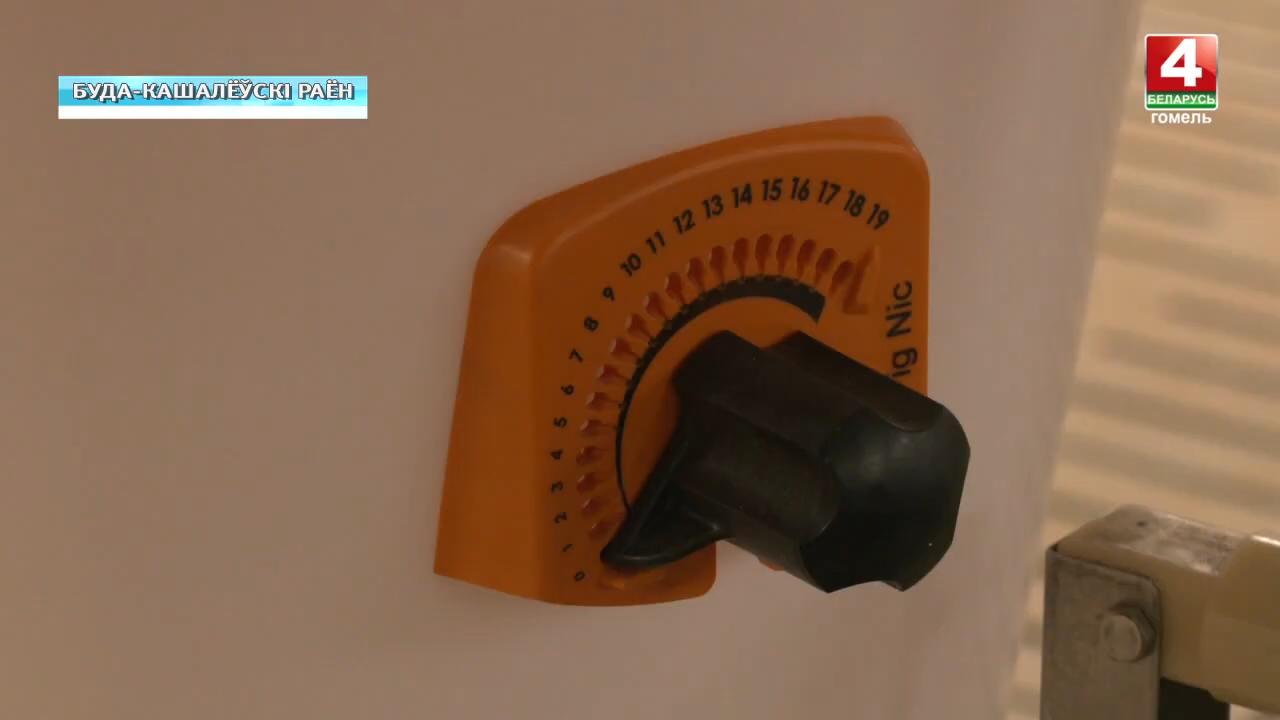 БУДА-КАШАЛЁЎСКІ РАЁН
4
БЕЛАРУСЬ
гомель
0 1 2 3 4 5 6 7 8 9 10 11 12 13 14 15 16 17 18 19
ig Nic